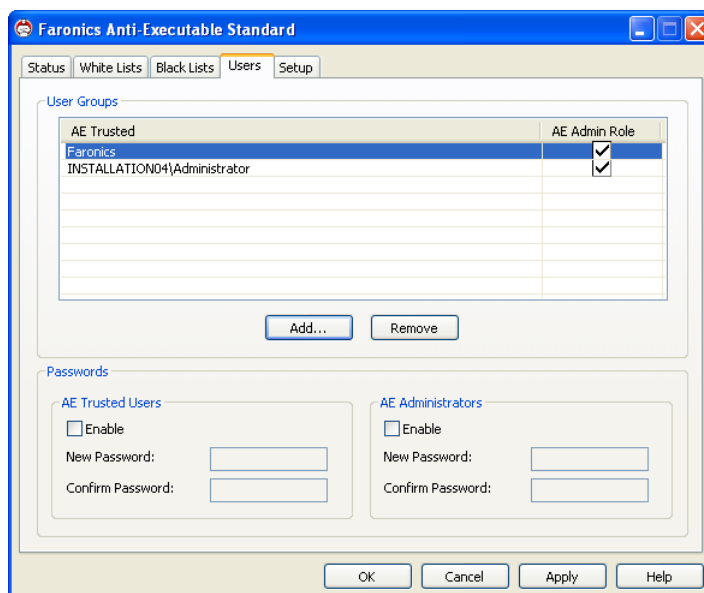 Faronics Anti-Executable Standard
Status White Lists Black Lists Users Setup
User Groups
AE Trusted AE Admin Role
Faronics
INSTALLATION04\Administrator
Add... Remove
Passwords
AE Trusted Users AE Administrators
Enable Enable
New Password: New Password:
Confirm Password: Confirm Password:
OK Cancel Apply Help